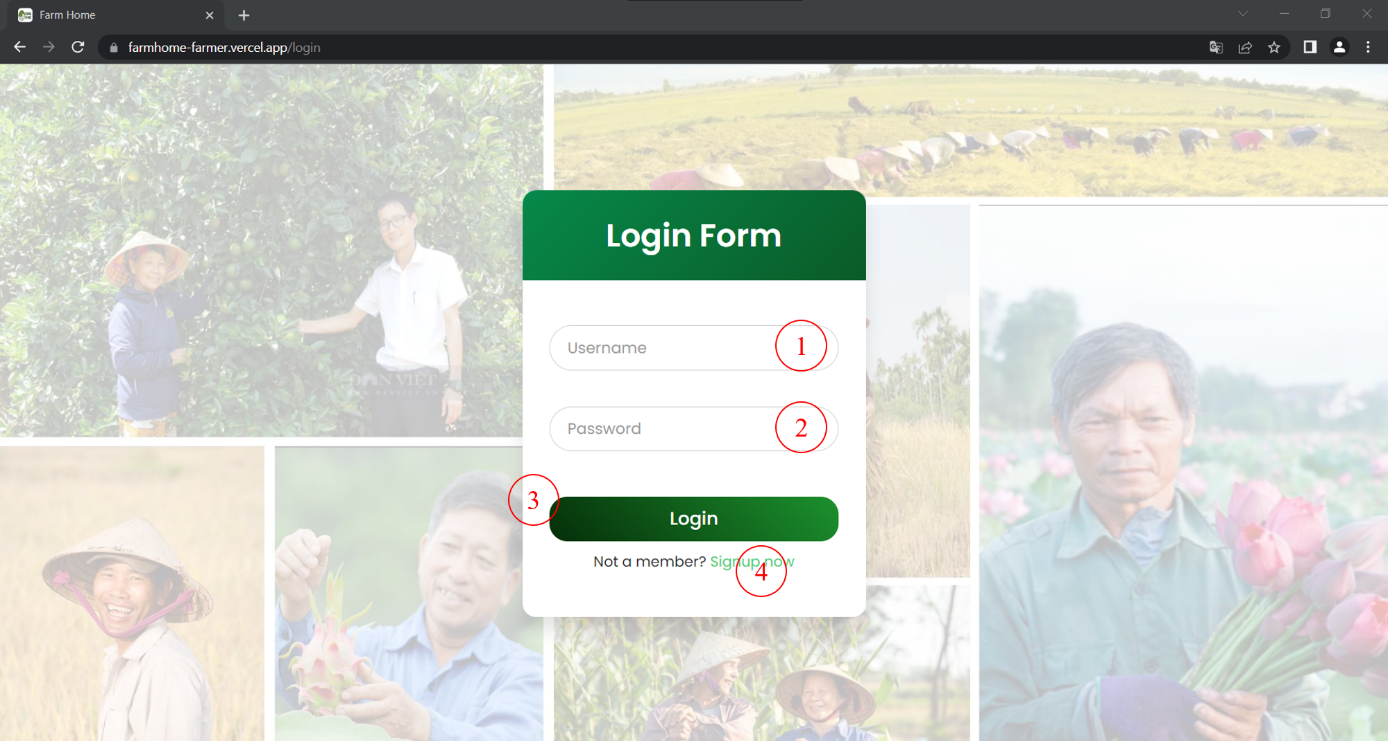 Farm Home
farmhome-farmer.vercel.app/login
Login Form
Username
1
Password
2
3
Login
Not a member? Signup now
4